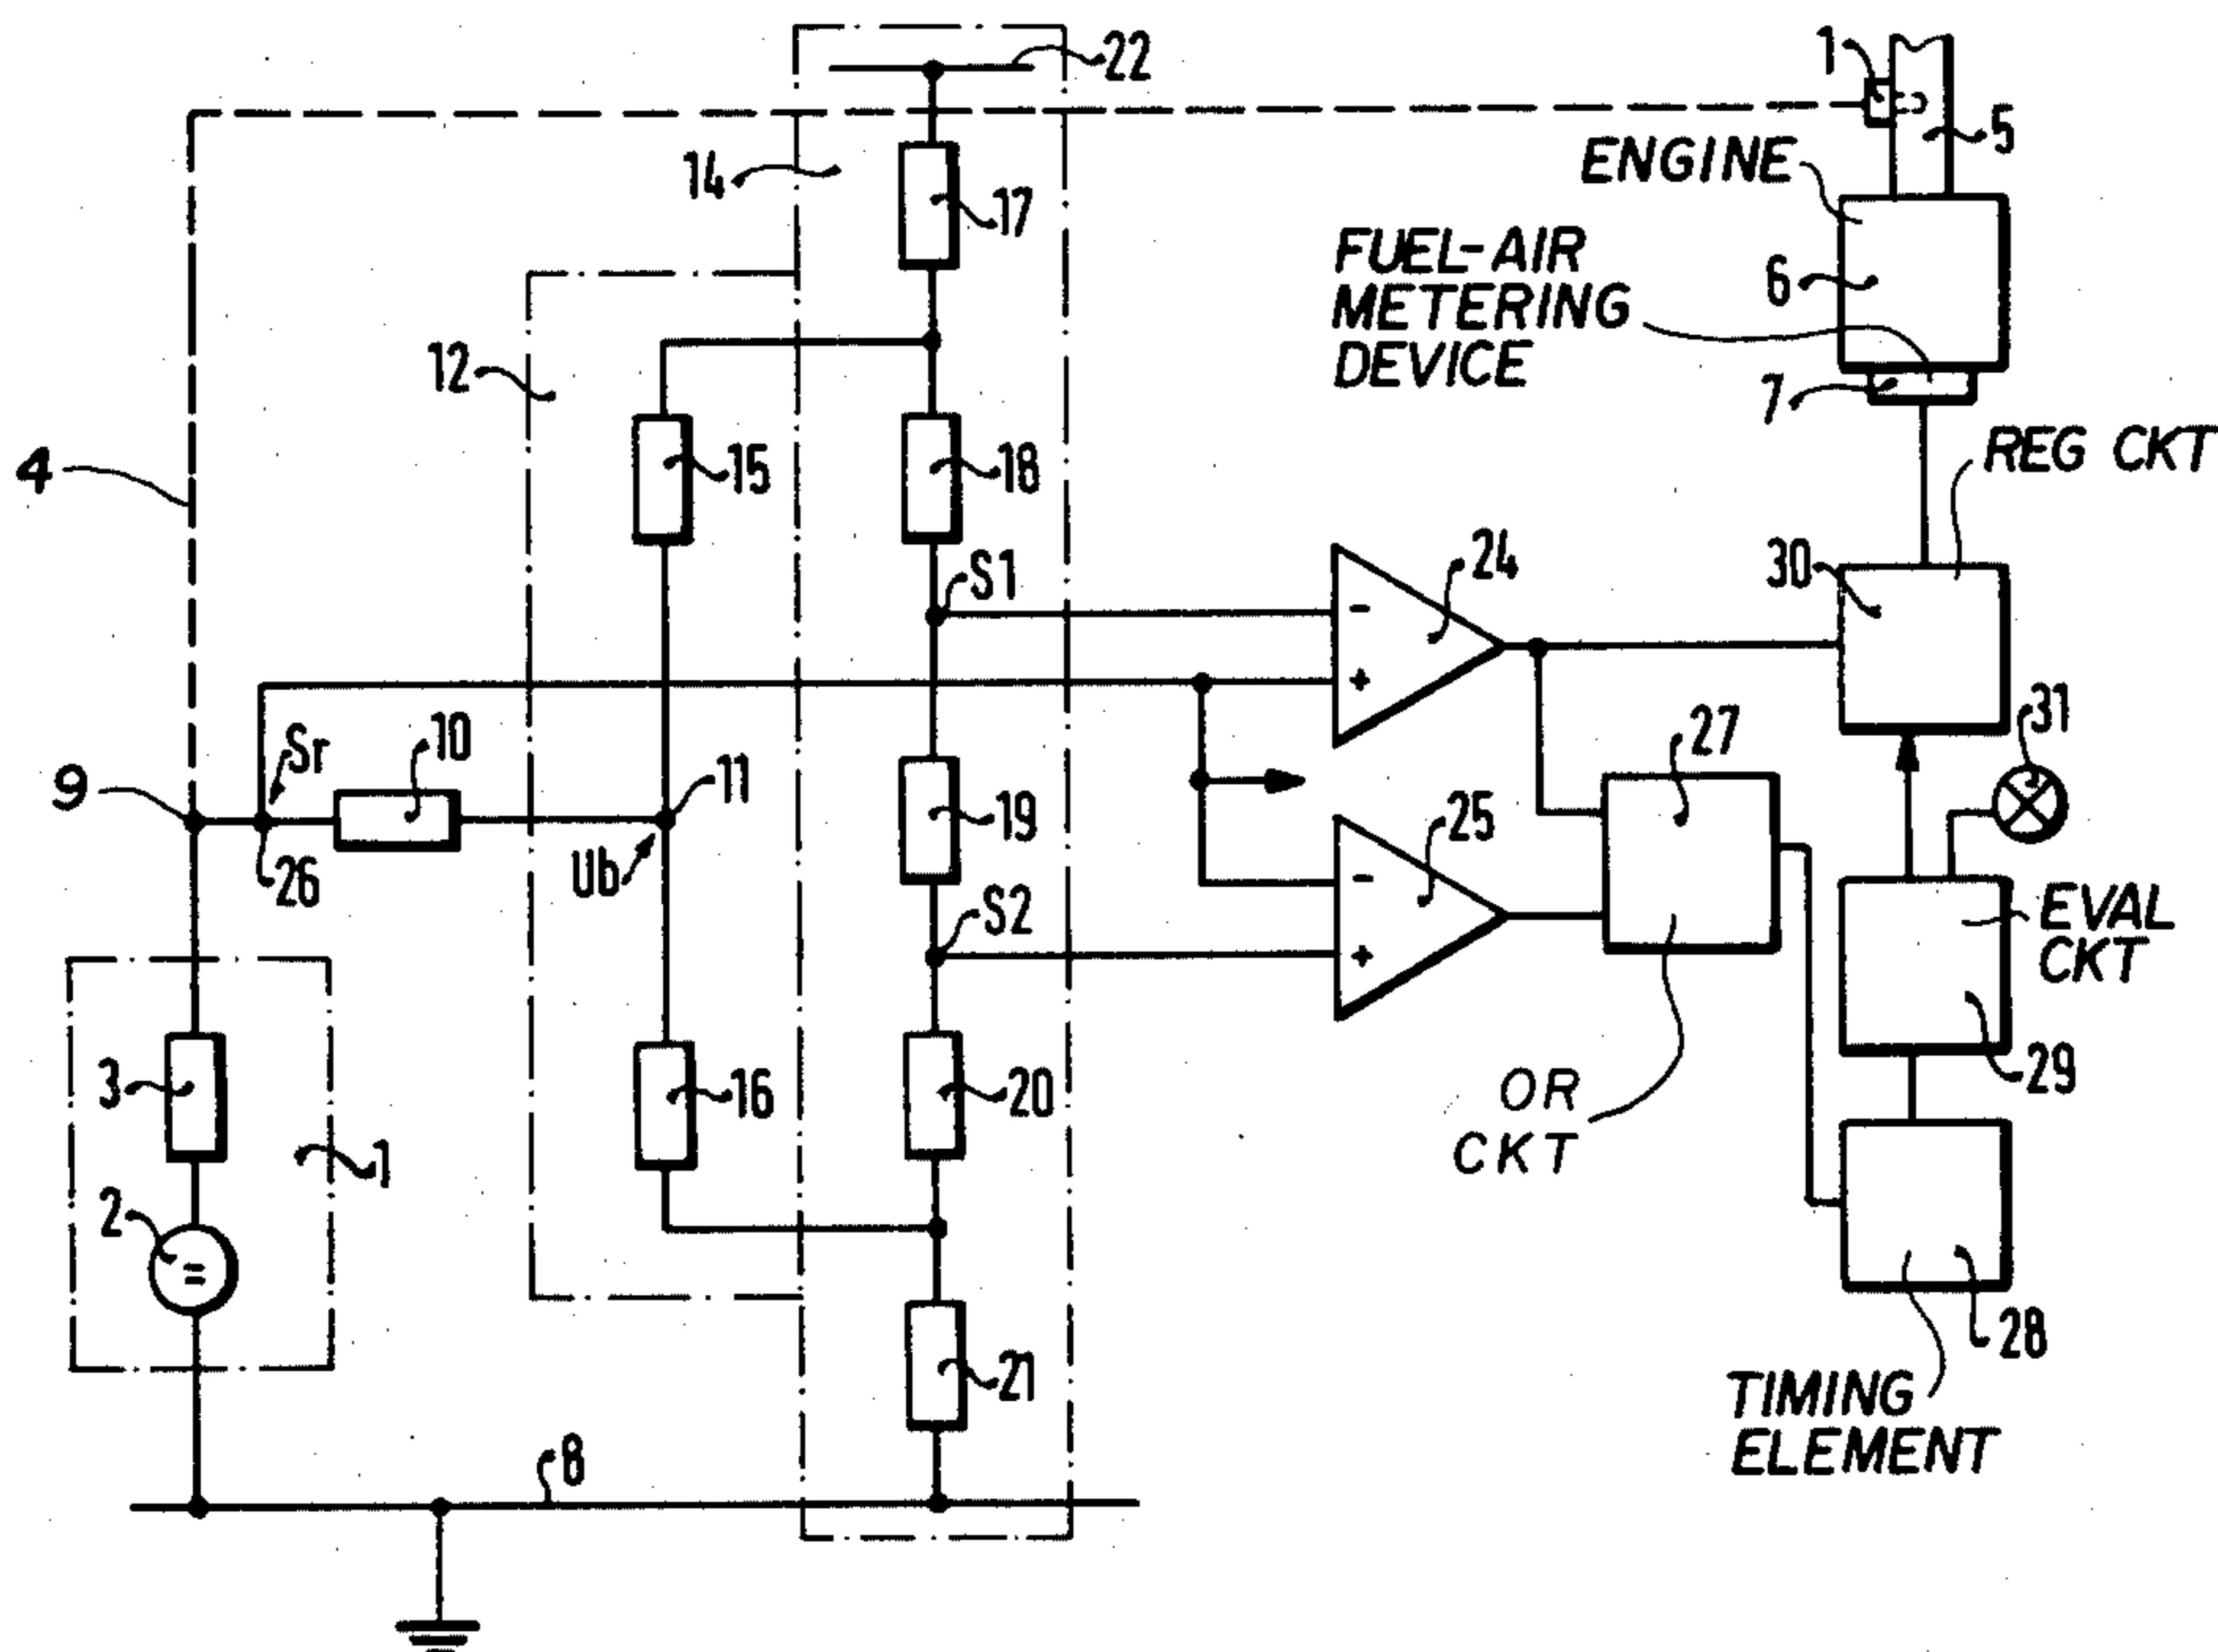 22
1
5
14
17
ENGINE
FUEL-AIR
METERING
DEVICE
6
12
7
REG CKT
4
15
18
S1
24
30
-
+
Sr
10
27
31
9
11
19
25
26
Ub
-
S2
EVAL
CKT
+
3
16
20
OR
CKT
29
1
2
=
28
21
TIMING
ELEMENT
8